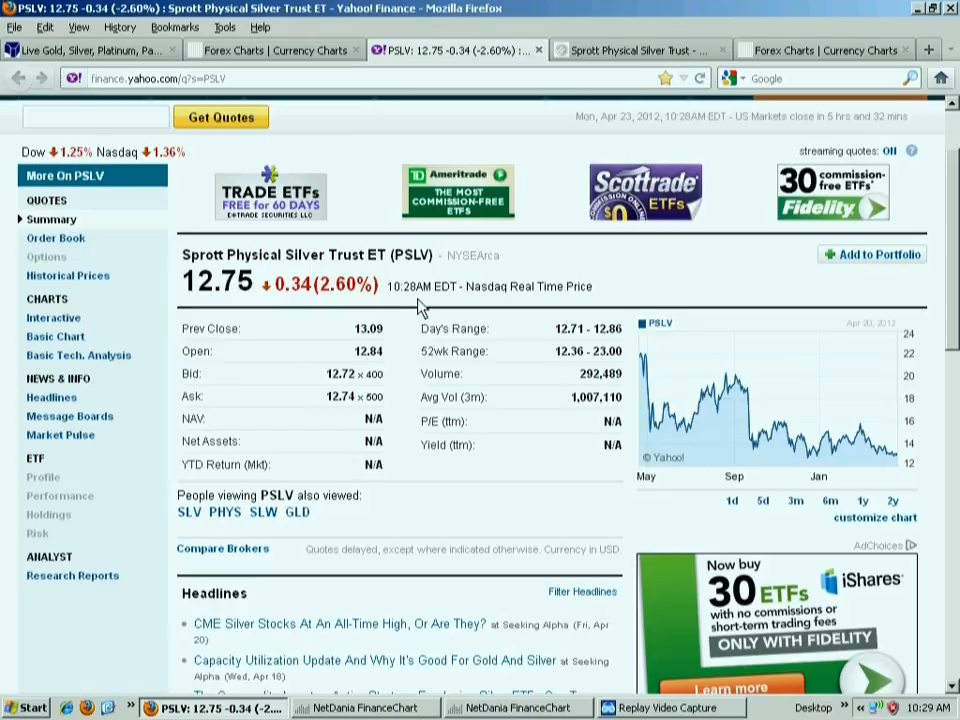 PSLV: 12.75 -0.34 (-2.60%) : Sprott Physical Silver Trust ET - Yahoo! Finance - Mozilla Firefox
File Edit View History Bookmarks Tools Help
Live Gold, Silver, Platinum, Pa... Forex Charts | Currency Charts PSLV: 12.75 -0.34 (-2.60%) :... Sprott Physical Silver Trust - ... Forex Charts | Currency Charts
finance.yahoo.com/q?s=PSLV Google
Get Quotes Mon, Apr 23, 2012, 10:28AM EDT - US Markets close in 5 hrs and 32 mins
Dow 1.25% Nasdaq 1.36% streaming quotes: ON
More On PSLV
QUOTES
Summary
Order Book
Options
Historical Prices
CHARTS
Interactive
Basic Chart
Basic Tech. Analysis
NEWS & INFO
Headlines
Message Boards
Market Pulse
ETF
Profile
Performance
Holdings
Risk
ANALYST
Research Reports
TRADE ETFs
FREE for 60 DAYS
E*TRADE SECURITIES LLC
TD Ameritrade
THE MOST
COMMISSION-FREE
ETFs
Scottrade
$0 ETFs
30 commission-
free ETFs
Fidelity
Sprott Physical Silver Trust ET (PSLV) - NYSEArca
Add to Portfolio
12.75 0.34(2.60%) 10:28AM EDT - Nasdaq Real Time Price
Prev Close: 13.09
Open: 12.84
Bid: 12.72 x 400
Ask: 12.74 x 500
NAV: N/A
Net Assets: N/A
YTD Return (Mkt): N/A
Day's Range: 12.71 - 12.86
52wk Range: 12.36 - 23.00
Volume: 292,489
Avg Vol (3m): 1,007,110
P/E (ttm): N/A
Yield (ttm): N/A
PSLV Apr 20, 2012
24
22
20
18
16
14
12
© Yahoo!
May Sep Jan
1d 5d 3m 6m 1y 2y
customize chart
People viewing PSLV also viewed:
SLV PHYS SLW GLD
Compare Brokers Quotes delayed, except where indicated otherwise. Currency in USD.
Headlines Filter Headlines
CME Silver Stocks At An All-Time High, Or Are They? at Seeking Alpha (Fri, Apr
20)
Capacity Utilization Update And Why It's Good For Gold And Silver at Seeking
Alpha (Wed, Apr 18)
AdChoices
Now buy
30 ETFs
with no commissions or
short-term trading fees
ONLY WITH FIDELITY
iShares
Learn more
Start PSLV: 12.75 -0.34 (-2.... NetDania FinanceChart NetDania FinanceChart Replay Video Capture Desktop 10:29 AM